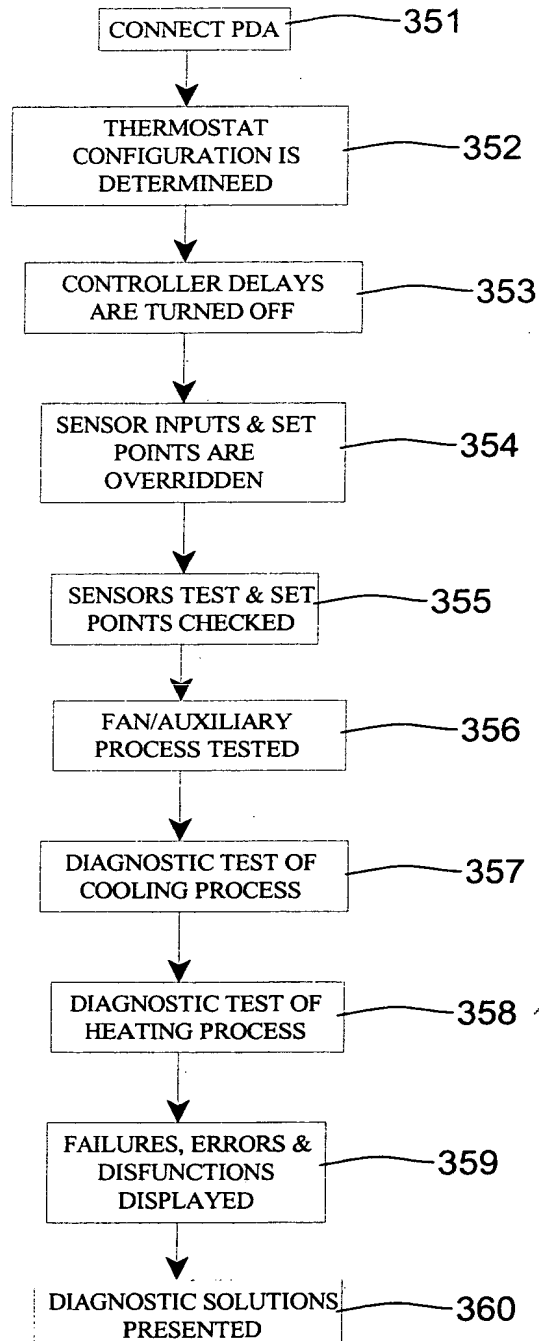 CONNECT PDA
351
THERMOSTAT
CONFIGURATION IS
DETERMINEED
352
CONTROLLER DELAYS
ARE TURNED OFF
353
SENSOR INPUTS & SET
POINTS ARE
OVERRIDDEN
354
SENSORS TEST & SET
POINTS CHECKED
355
FAN/AUXILIARY
PROCESS TESTED
356
DIAGNOSTIC TEST OF
COOLING PROCESS
357
DIAGNOSTIC TEST OF
HEATING PROCESS
358
FAILURES, ERRORS &
DISFUNCTIONS
DISPLAYED
359
DIAGNOSTIC SOLUTIONS
PRESENTED
360